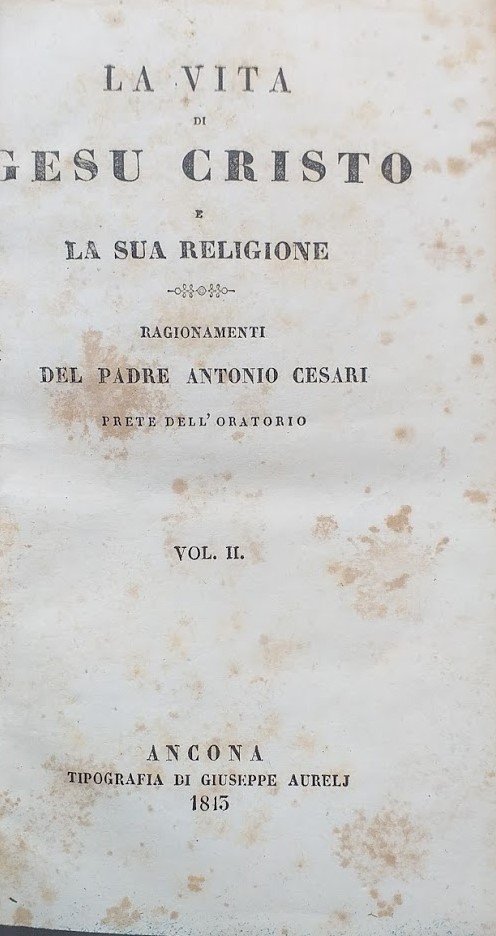 LA VITA
DI
GESU CRISTO
E
LA SUA RELIGIONE
RAGIONAMENTI
DEL PADRE ANTONIO CESARI
PRETE DELL'ORATORIO
VOL. II.
ANCONA
TIPOGRAFIA DI GIUSEPPE AURELJ
1843